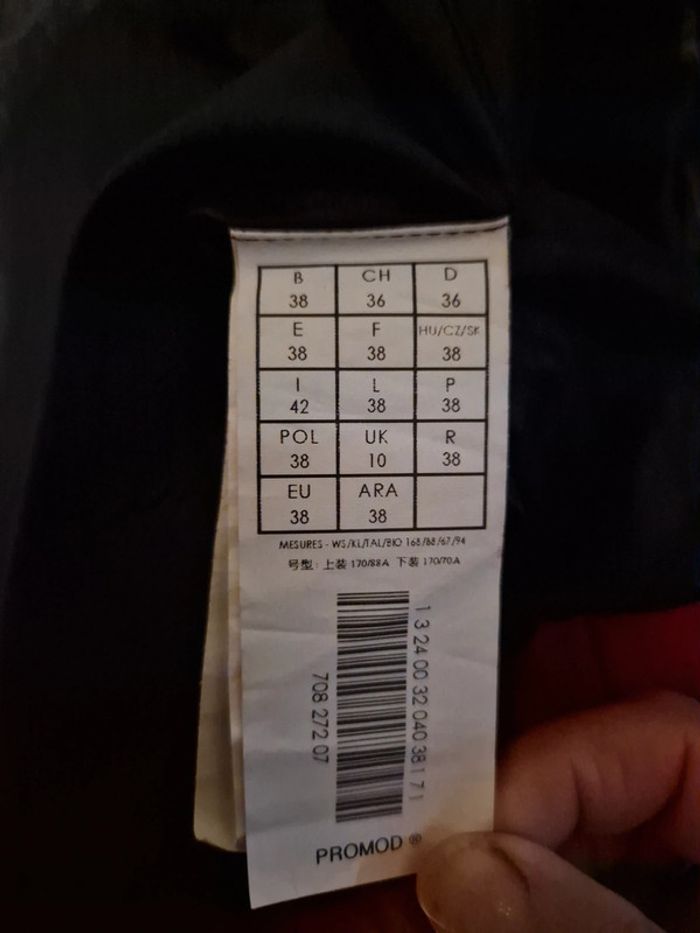 B CH D
38 36 36
E F HU/CZ/SK
38 38 38
I L P
42 38 38
POL UK R
38 10 38
EU ARA
38 38
MESURES - WS/KL/TAL/BIO 168/88/67/94
号型: 上装 170/88A 下装 170/70A
1 3 24 00 32 040 38 1 7 1
708 272 07
PROMOD ®